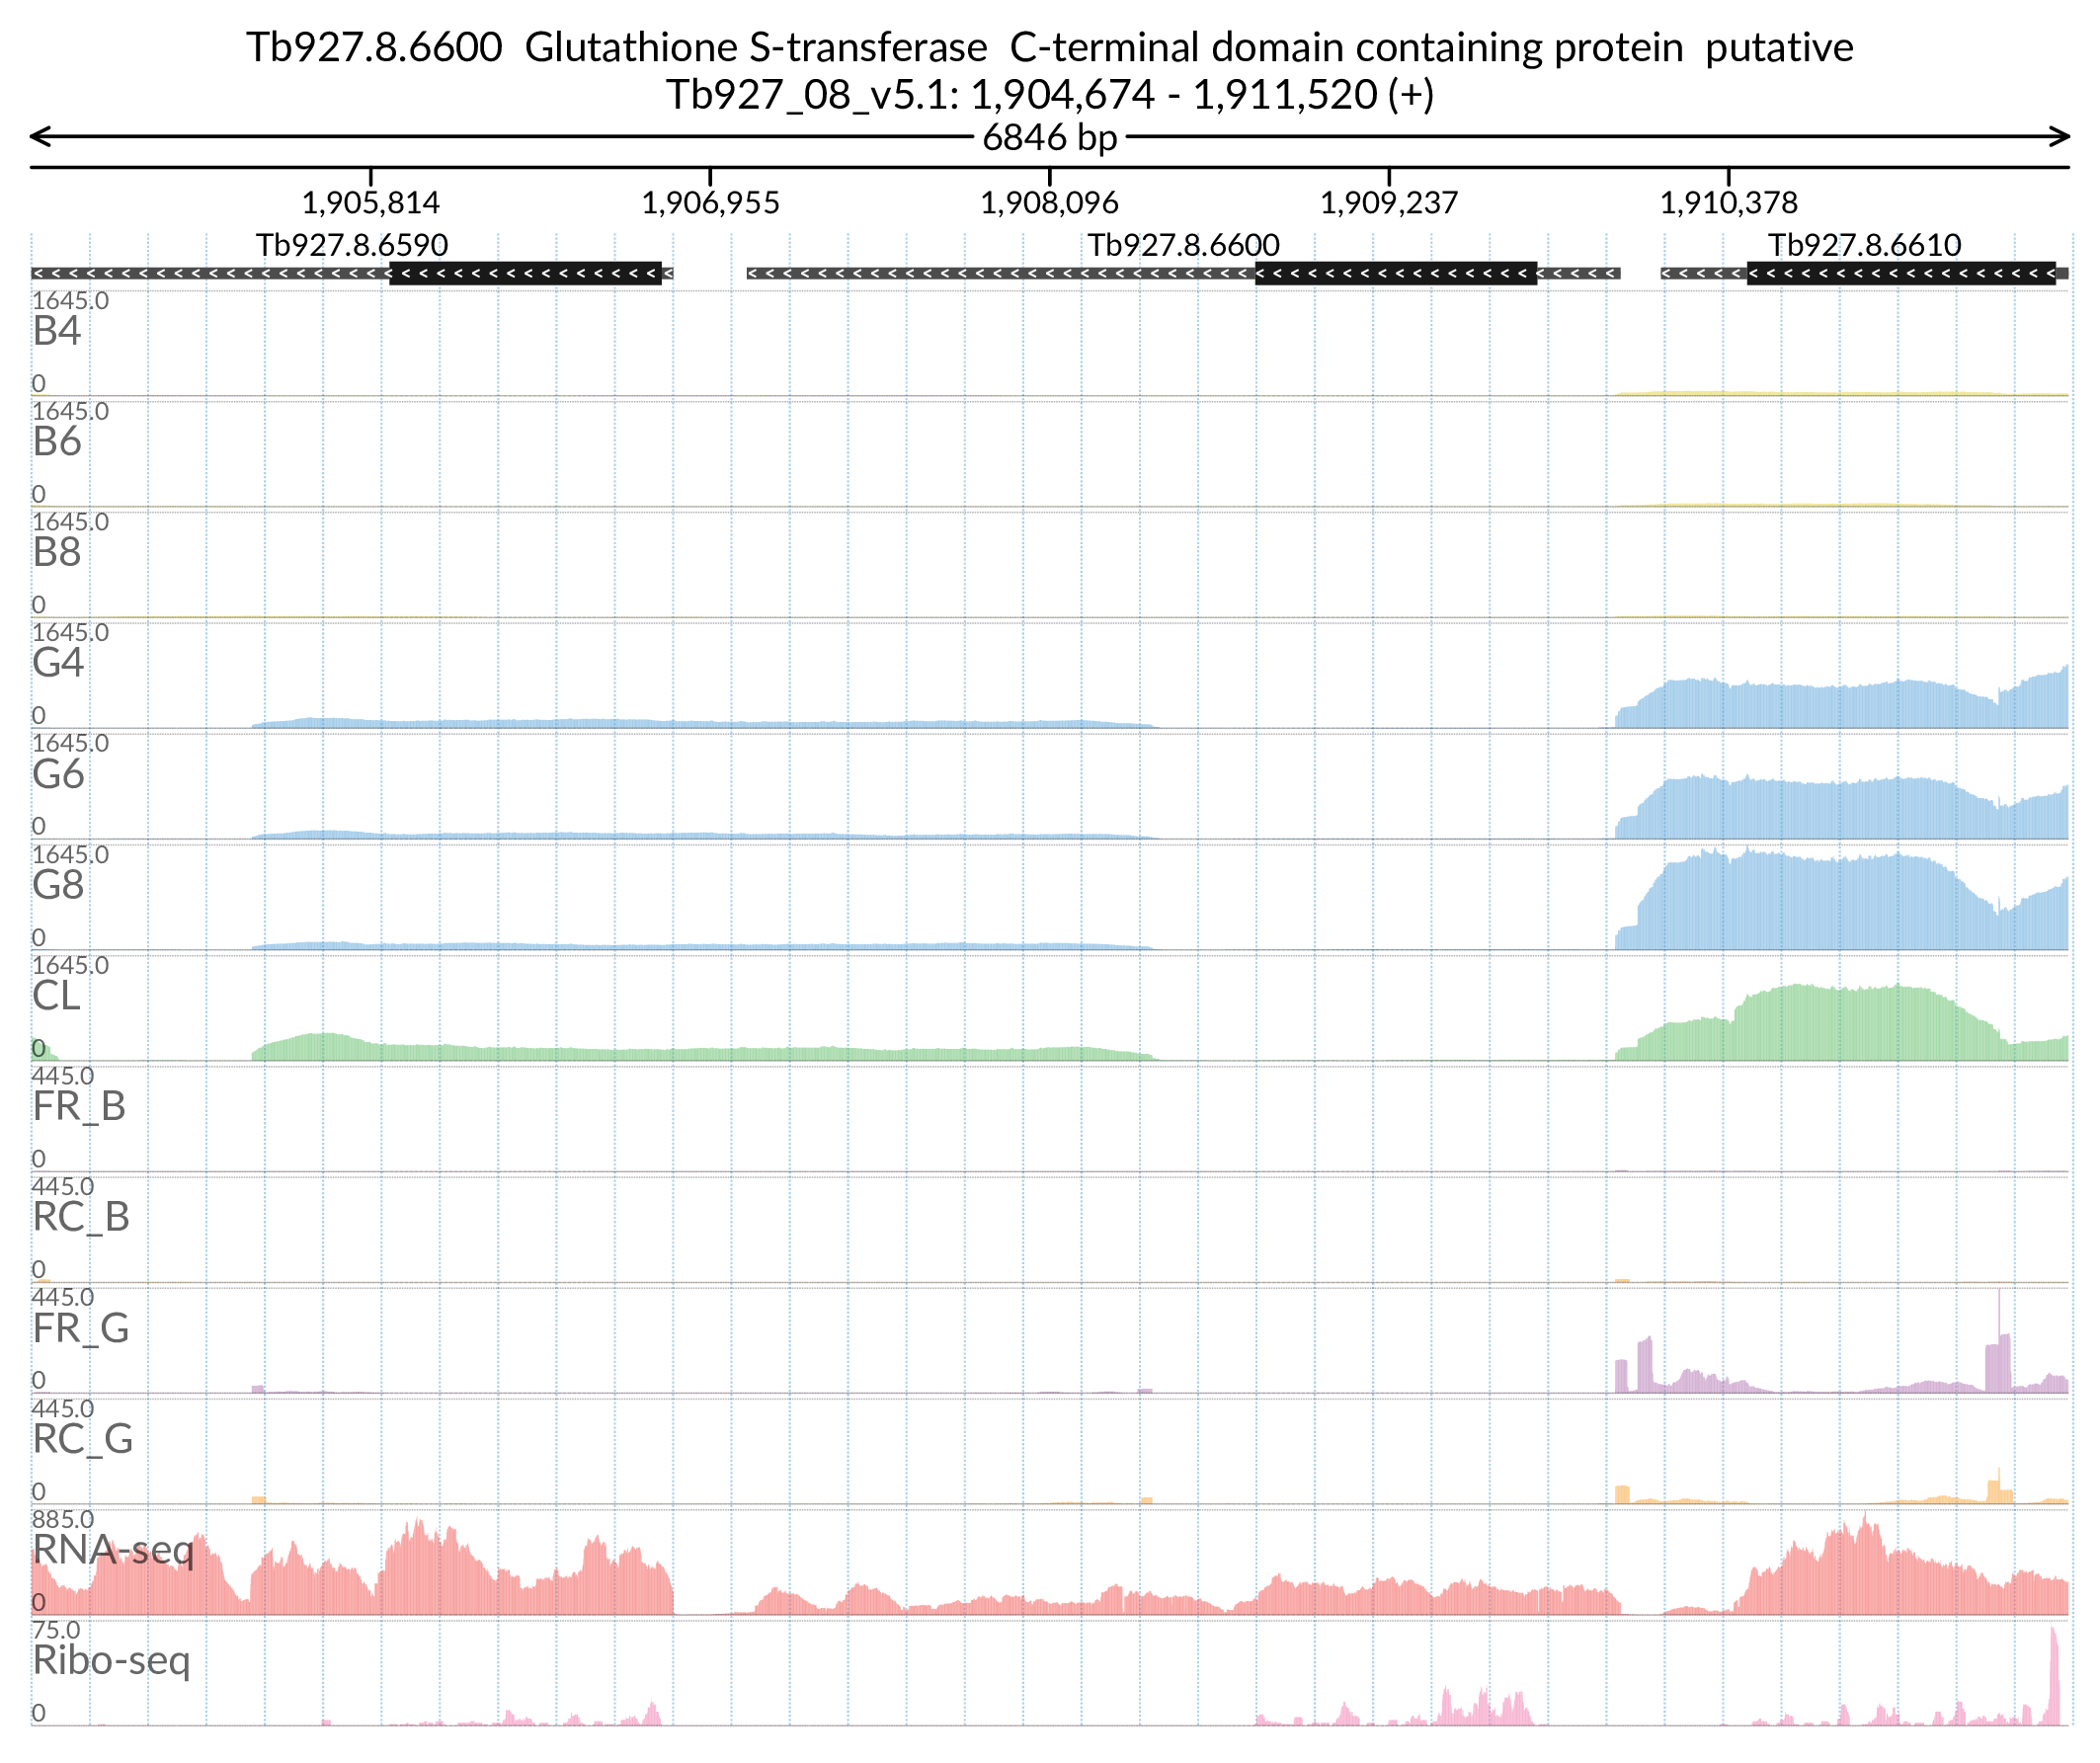 Tb927.8.6600  Glutathione S-transferase  C-terminal domain containing protein  putative
Tb927_08_v5.1: 1,904,674 - 1,911,520 (+)
6846 bp
1,905,814 1,906,955 1,908,096 1,909,237 1,910,378
Tb927.8.6590 Tb927.8.6600 Tb927.8.6610
1645.0
B4
0
1645.0
B6
0
1645.0
B8
0
1645.0
G4
0
1645.0
G6
0
1645.0
G8
0
1645.0
CL
0
445.0
FR_B
0
445.0
RC_B
0
445.0
FR_G
0
445.0
RC_G
0
885.0
RNA-seq
0
75.0
Ribo-seq
0